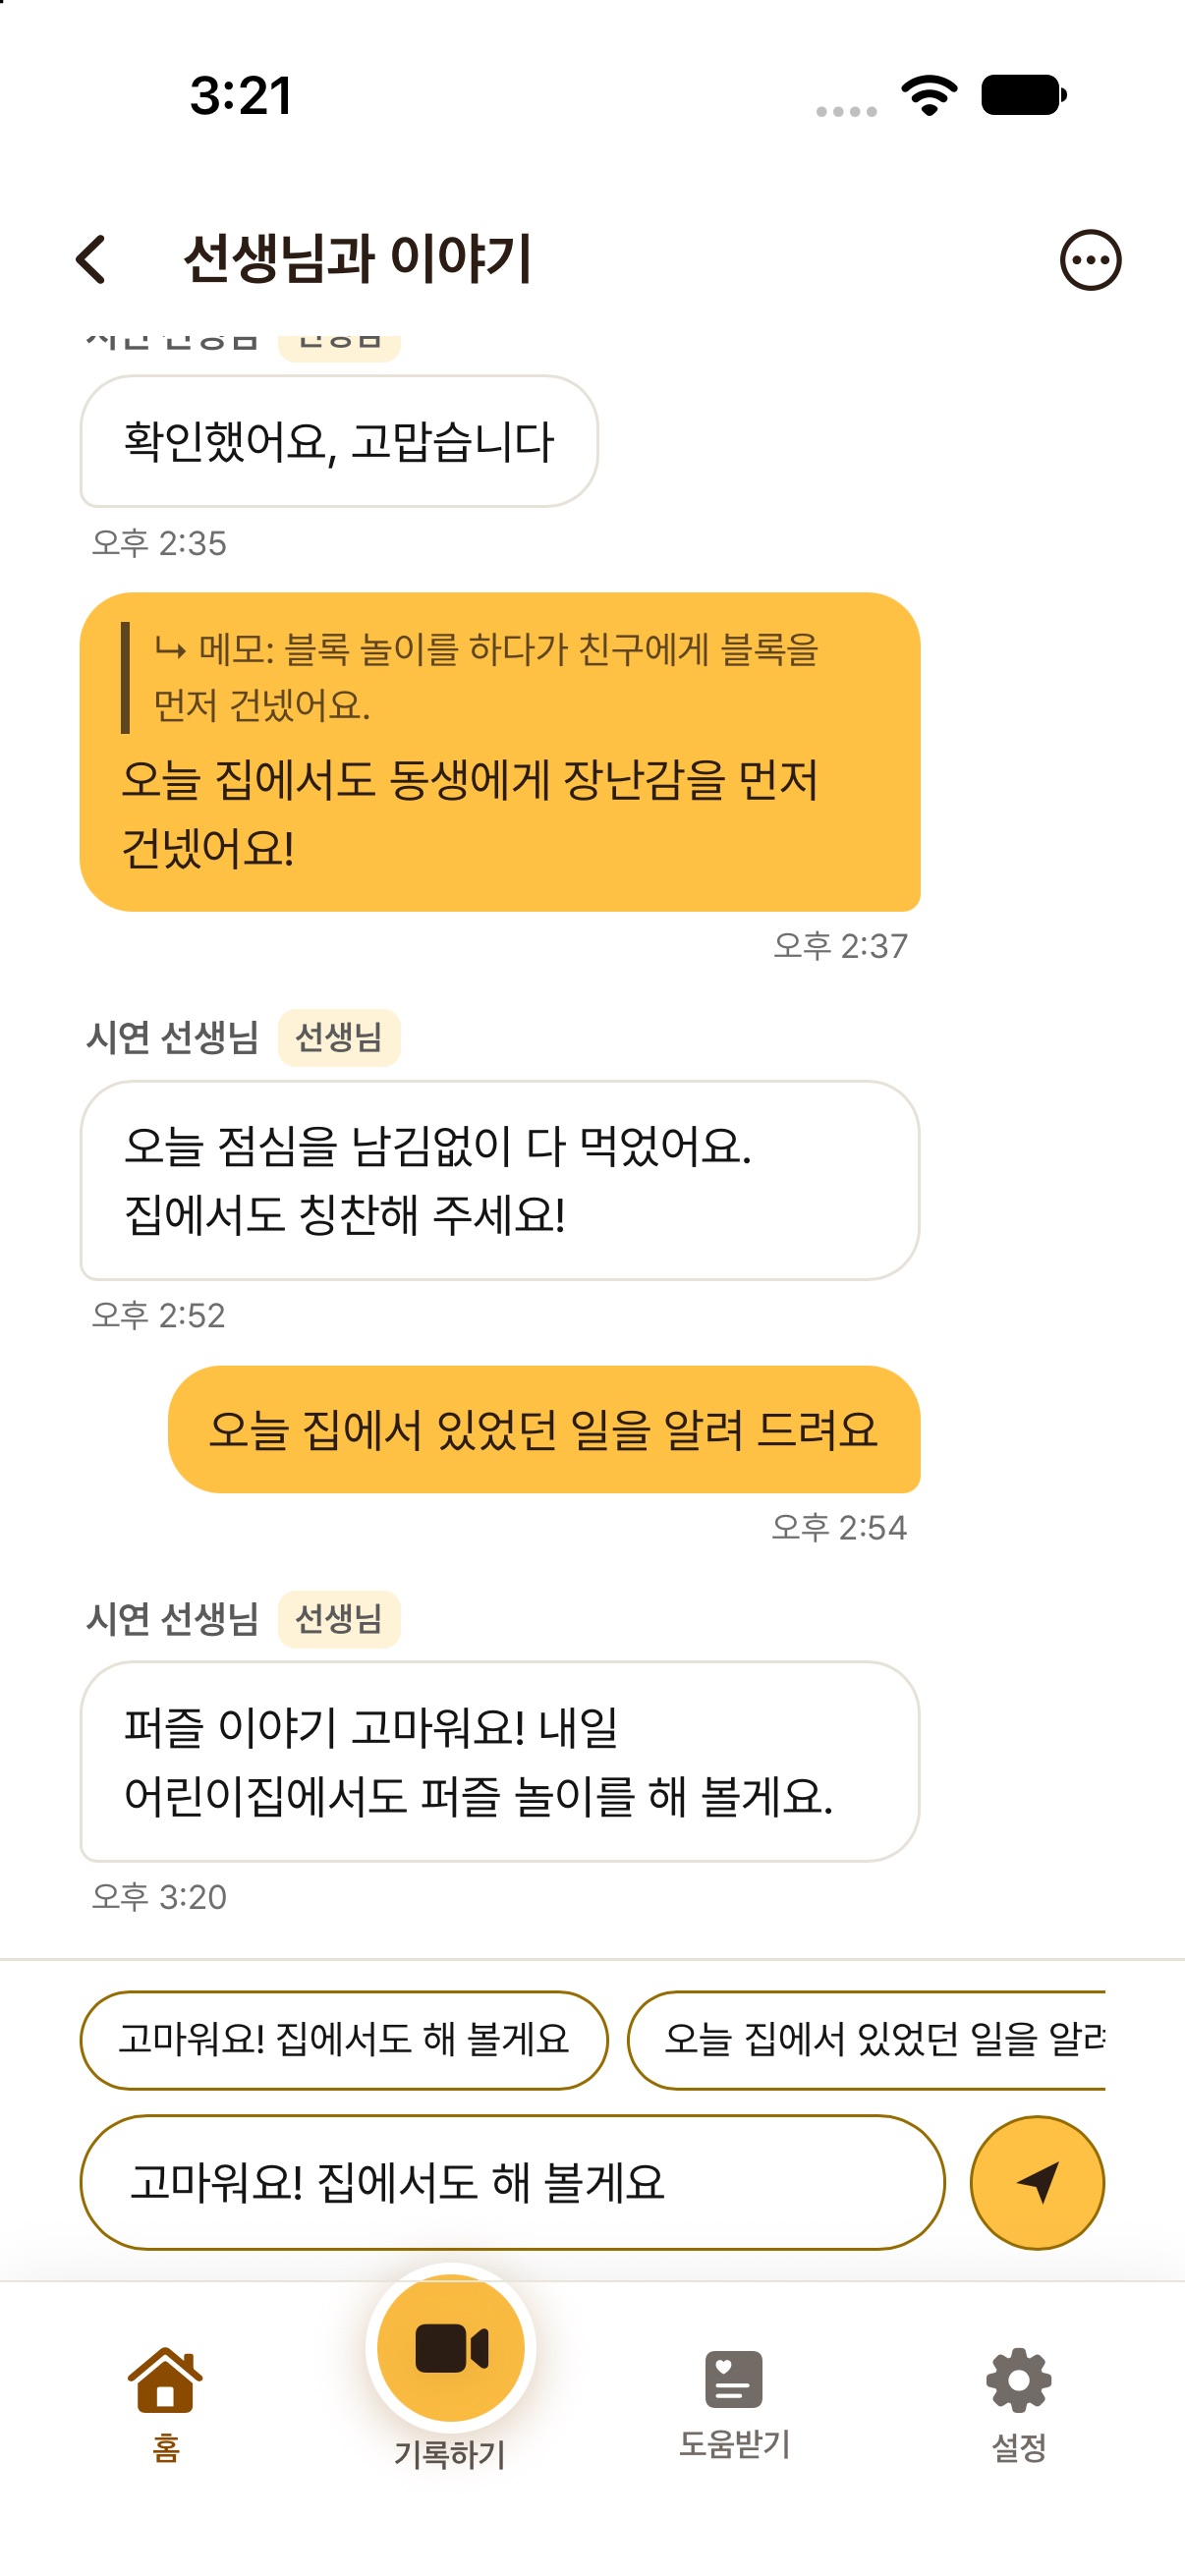 3:21
선생님과 이야기
확인했어요, 고맙습니다
오후 2:35
↳ 메모: 블록 놀이를 하다가 친구에게 블록을
먼저 건넸어요.
오늘 집에서도 동생에게 장난감을 먼저
건넸어요!
오후 2:37
시연 선생님 선생님
오늘 점심을 남김없이 다 먹었어요.
집에서도 칭찬해 주세요!
오후 2:52
오늘 집에서 있었던 일을 알려 드려요
오후 2:54
시연 선생님 선생님
퍼즐 이야기 고마워요! 내일
어린이집에서도 퍼즐 놀이를 해 볼게요.
오후 3:20
고마워요! 집에서도 해 볼게요 오늘 집에서 있었던 일을
고마워요! 집에서도 해 볼게요
홈 기록하기 도움받기 설정